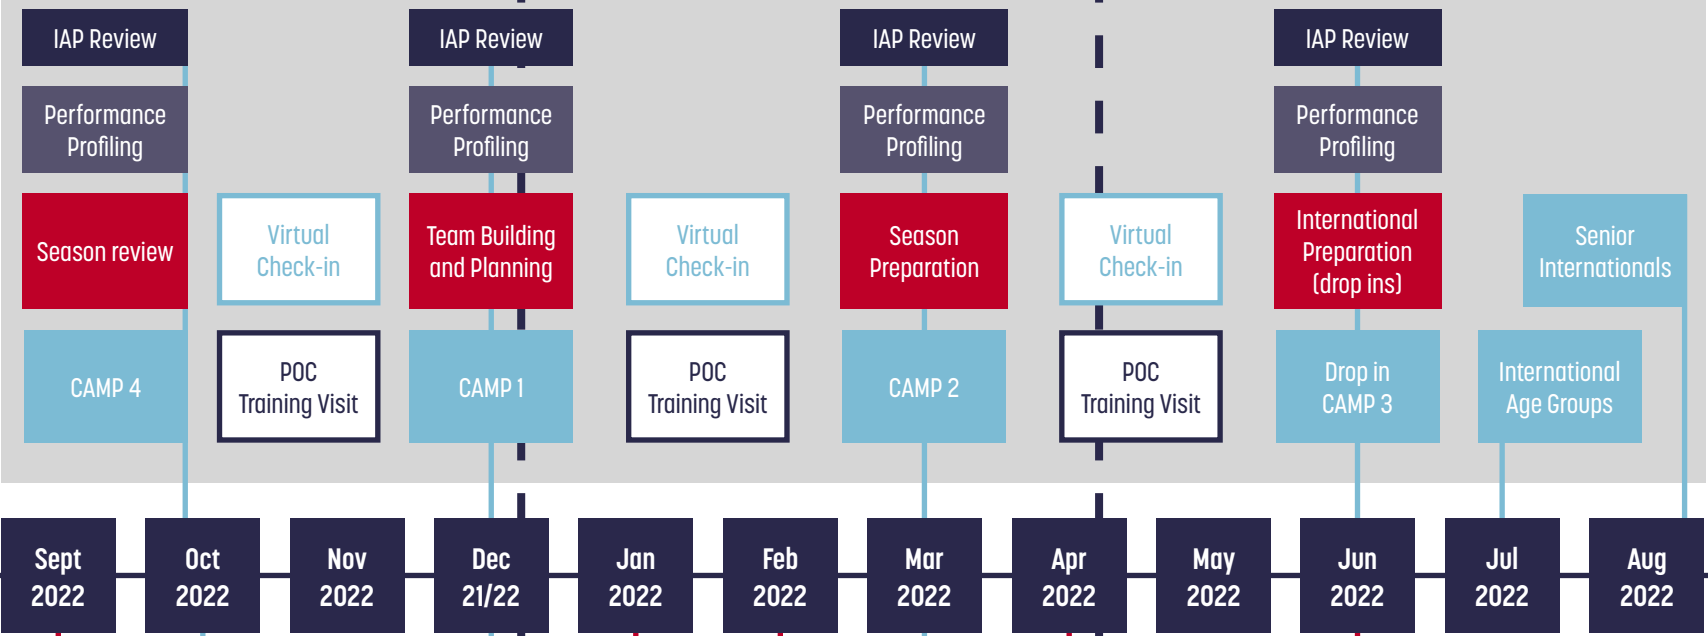 IAP Review
IAP Review
IAP Review
IAP Review
Performance
Profiling
Performance
Profiling
Performance
Profiling
Performance
Profiling
Season review
Virtual
Check-in
Team Building
and Planning
Virtual
Check-in
Season
Preparation
Virtual
Check-in
International
Preparation
(drop ins)
Senior
Internationals
CAMP 4
POC
Training Visit
CAMP 1
POC
Training Visit
CAMP 2
POC
Training Visit
Drop in
CAMP 3
International
Age Groups
Sept
2022
Oct
2022
Nov
2022
Dec
21/22
Jan
2022
Feb
2022
Mar
2022
Apr
2022
May
2022
Jun
2022
Jul
2022
Aug
2022